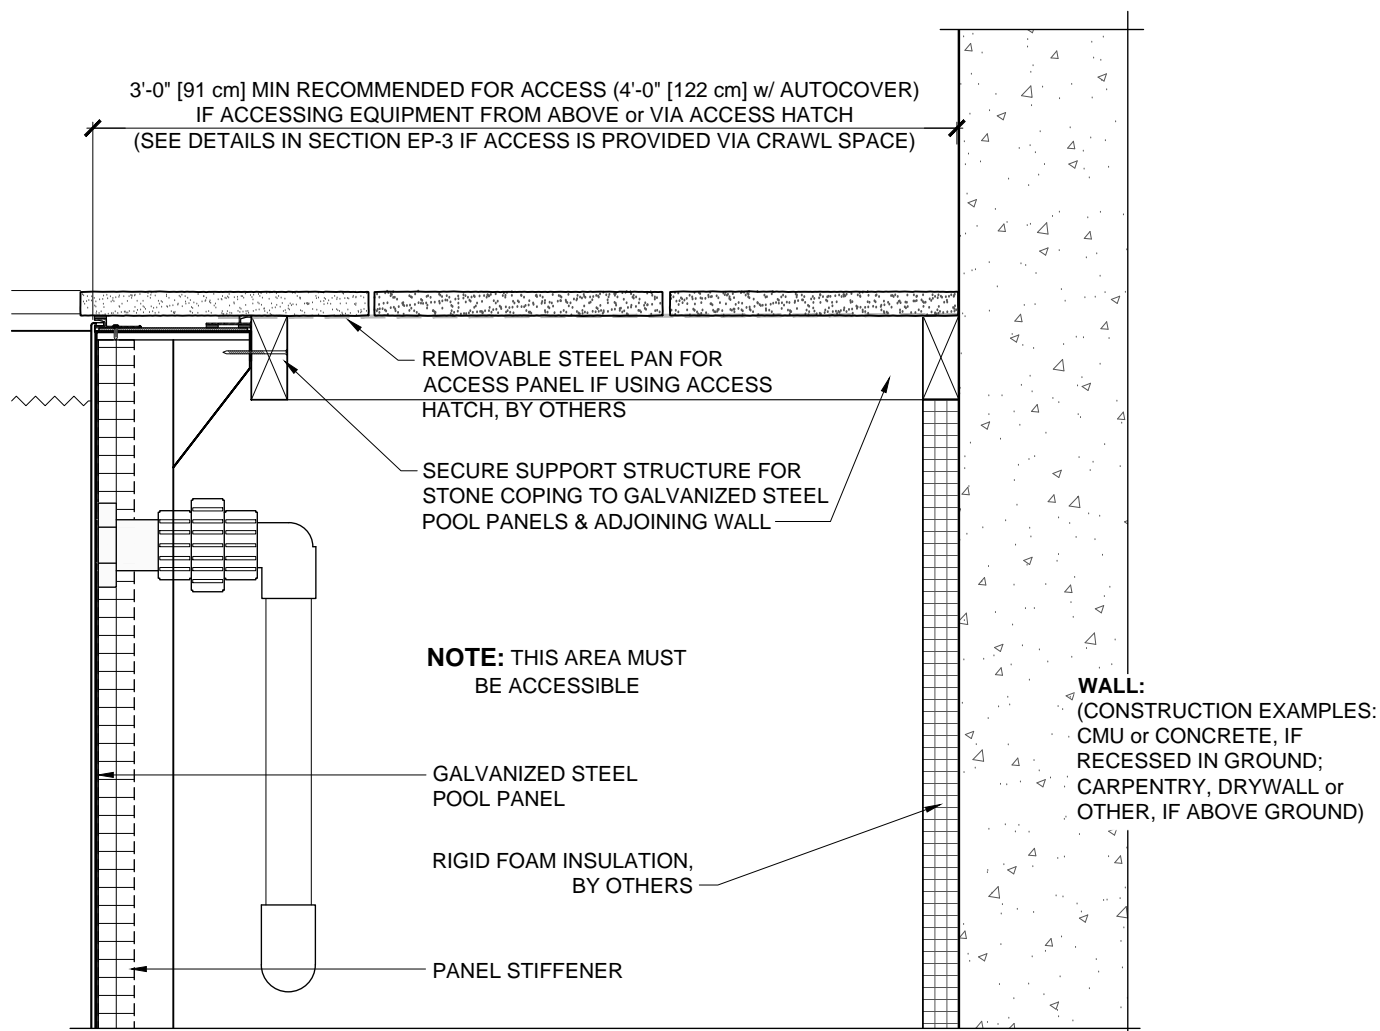 3'-0" [91 cm] MIN RECOMMENDED FOR ACCESS (4'-0" [122 cm] w/ AUTOCOVER)
IF ACCESSING EQUIPMENT FROM ABOVE or VIA ACCESS HATCH
(SEE DETAILS IN SECTION EP-3 IF ACCESS IS PROVIDED VIA CRAWL SPACE)
REMOVABLE STEEL PAN FOR
ACCESS PANEL IF USING ACCESS
HATCH, BY OTHERS
SECURE SUPPORT STRUCTURE FOR
STONE COPING TO GALVANIZED STEEL
POOL PANELS & ADJOINING WALL
NOTE: THIS AREA MUST
BE ACCESSIBLE
WALL:
(CONSTRUCTION EXAMPLES:
CMU or CONCRETE, IF
RECESSED IN GROUND;
CARPENTRY, DRYWALL or
OTHER, IF ABOVE GROUND)
GALVANIZED STEEL
POOL PANEL
RIGID FOAM INSULATION,
BY OTHERS
PANEL STIFFENER